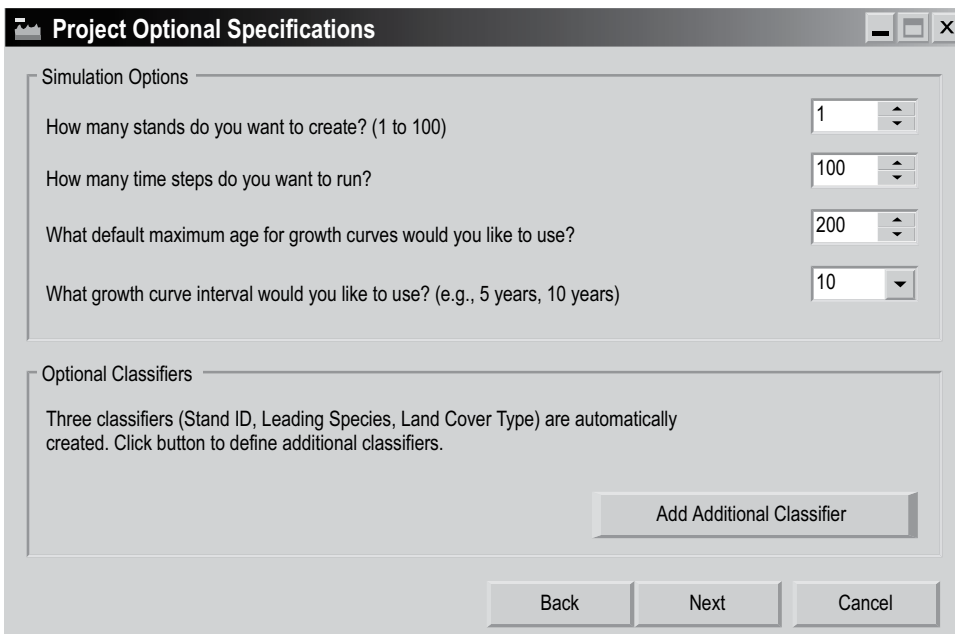 Project Optional Specifications
Simulation Options
How many stands do you want to create? (1 to 100)
1
How many time steps do you want to run?
100
What default maximum age for growth curves would you like to use?
200
What growth curve interval would you like to use? (e.g., 5 years, 10 years)
10
Optional Classifiers
Three classifiers (Stand ID, Leading Species, Land Cover Type) are automatically
created. Click button to define additional classifiers.
Add Additional Classifier
Back
Next
Cancel